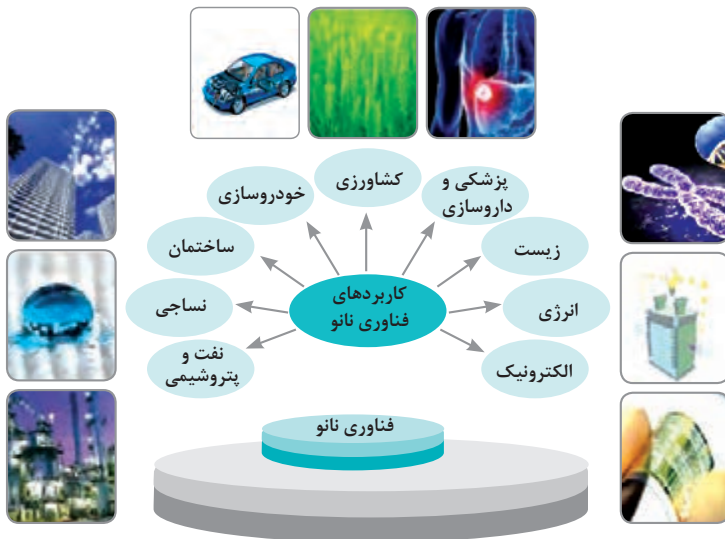 کشاورزی
پزشکی و
داروسازی
خودروسازی
زیست
ساختمان
کاربردهای
فناوری نانو
انرژی
نساجی
الکترونیک
نفت و
پتروشیمی
فناوری نانو